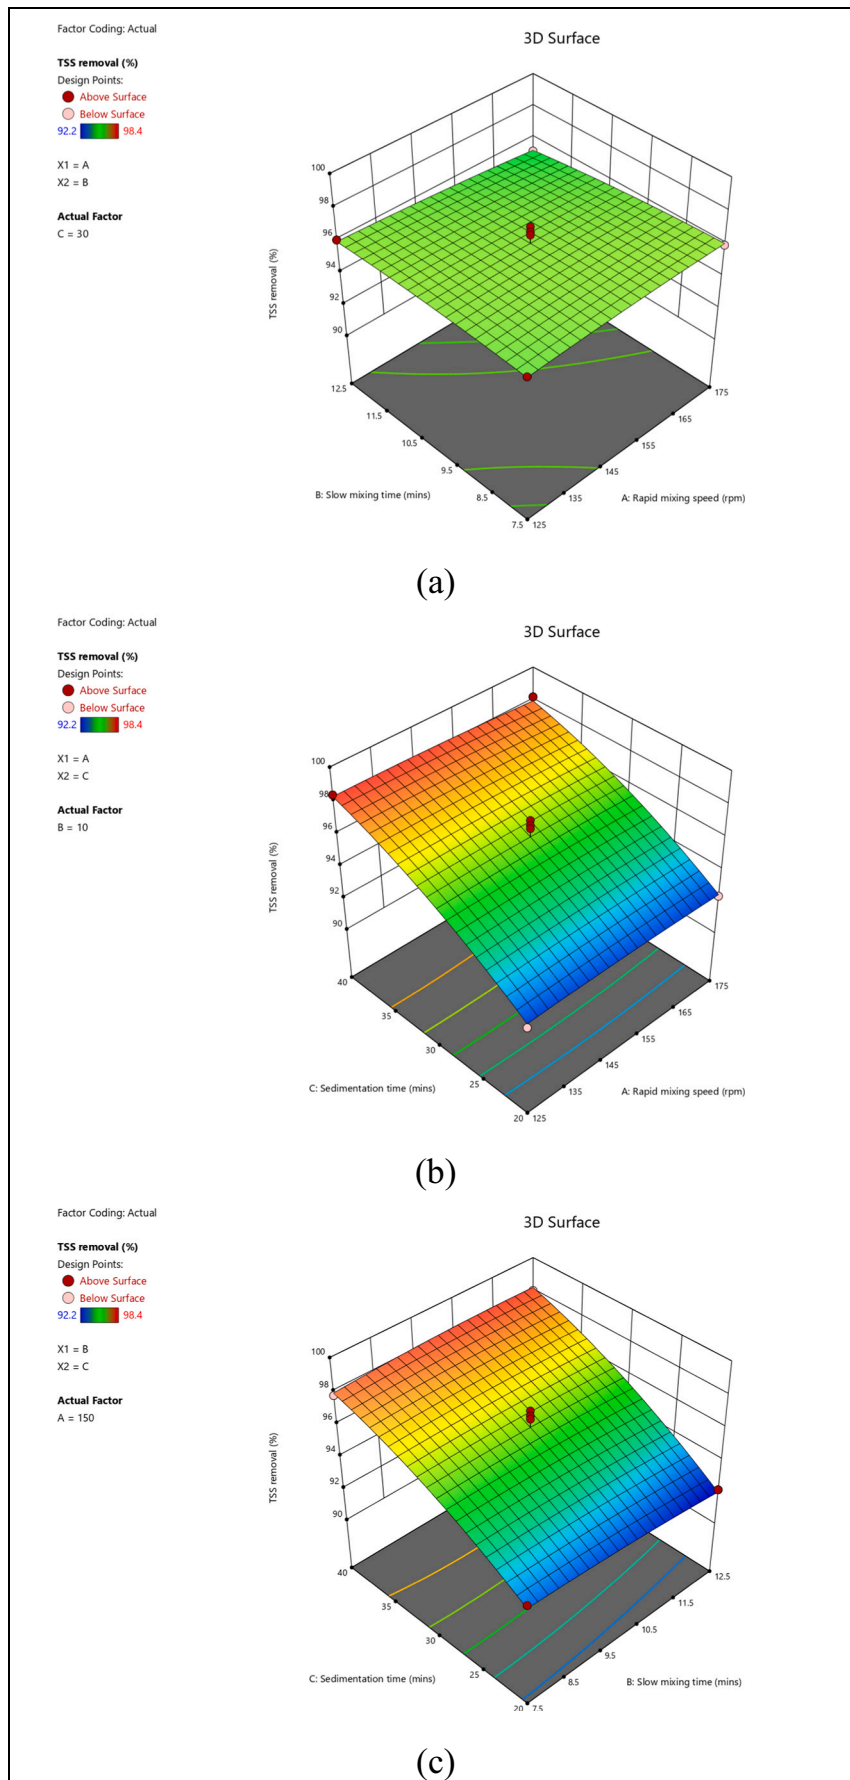 Factor Coding: Actual
3D Surface
TSS removal (%)
Design Points:
Above Surface
Below Surface
92.2 98.4
X1 = A
X2 = B
Actual Factor
C = 30
100
98
96
94
92
90
TSS removal (%)
12.5
11.5
10.5
9.5
8.5
7.5
125
135
145
155
165
175
B: Slow mixing time (mins)
A: Rapid mixing speed (rpm)
(a)
Factor Coding: Actual
3D Surface
TSS removal (%)
Design Points:
Above Surface
Below Surface
92.2 98.4
X1 = A
X2 = C
Actual Factor
B = 10
100
98
96
94
92
90
TSS removal (%)
40
35
30
25
20
125
135
145
155
165
175
C: Sedimentation time (mins)
A: Rapid mixing speed (rpm)
(b)
Factor Coding: Actual
3D Surface
TSS removal (%)
Design Points:
Above Surface
Below Surface
92.2 98.4
X1 = B
X2 = C
Actual Factor
A = 150
100
98
96
94
92
90
TSS removal (%)
40
35
30
25
20
7.5
8.5
9.5
10.5
11.5
12.5
C: Sedimentation time (mins)
B: Slow mixing time (mins)
(c)